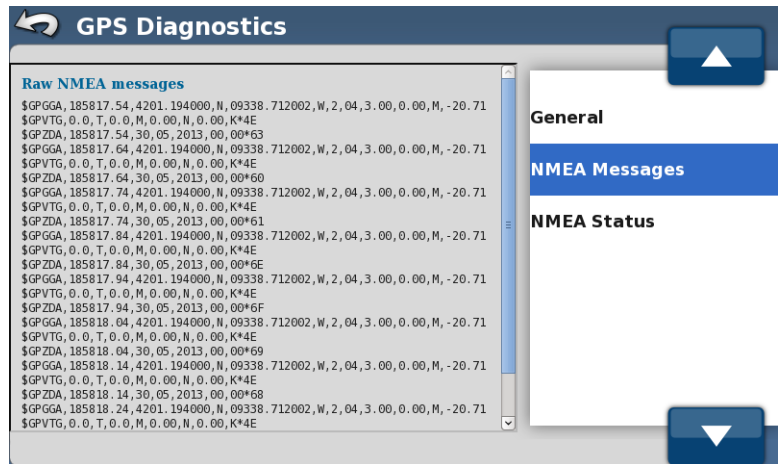 GPS Diagnostics
Raw NMEA messages
$GPGGA,185817.54,4201.194000,N,09338.712002,W,2,04,3.00,0.00,M,-20.71
$GPVTG,0.0,T,0.0,M,0.00,N,0.00,K*4E
$GPZDA,185817.54,30,05,2013,00,00*63
$GPGGA,185817.64,4201.194000,N,09338.712002,W,2,04,3.00,0.00,M,-20.71
$GPVTG,0.0,T,0.0,M,0.00,N,0.00,K*4E
$GPZDA,185817.64,30,05,2013,00,00*60
$GPGGA,185817.74,4201.194000,N,09338.712002,W,2,04,3.00,0.00,M,-20.71
$GPVTG,0.0,T,0.0,M,0.00,N,0.00,K*4E
$GPZDA,185817.74,30,05,2013,00,00*61
$GPGGA,185817.84,4201.194000,N,09338.712002,W,2,04,3.00,0.00,M,-20.71
$GPVTG,0.0,T,0.0,M,0.00,N,0.00,K*4E
$GPZDA,185817.84,30,05,2013,00,00*6E
$GPGGA,185817.94,4201.194000,N,09338.712002,W,2,04,3.00,0.00,M,-20.71
$GPVTG,0.0,T,0.0,M,0.00,N,0.00,K*4E
$GPZDA,185817.94,30,05,2013,00,00*6F
$GPGGA,185818.04,4201.194000,N,09338.712002,W,2,04,3.00,0.00,M,-20.71
$GPVTG,0.0,T,0.0,M,0.00,N,0.00,K*4E
$GPZDA,185818.04,30,05,2013,00,00*69
$GPGGA,185818.14,4201.194000,N,09338.712002,W,2,04,3.00,0.00,M,-20.71
$GPVTG,0.0,T,0.0,M,0.00,N,0.00,K*4E
$GPZDA,185818.14,30,05,2013,00,00*68
$GPGGA,185818.24,4201.194000,N,09338.712002,W,2,04,3.00,0.00,M,-20.71
$GPVTG,0.0,T,0.0,M,0.00,N,0.00,K*4E
General
NMEA Messages
NMEA Status